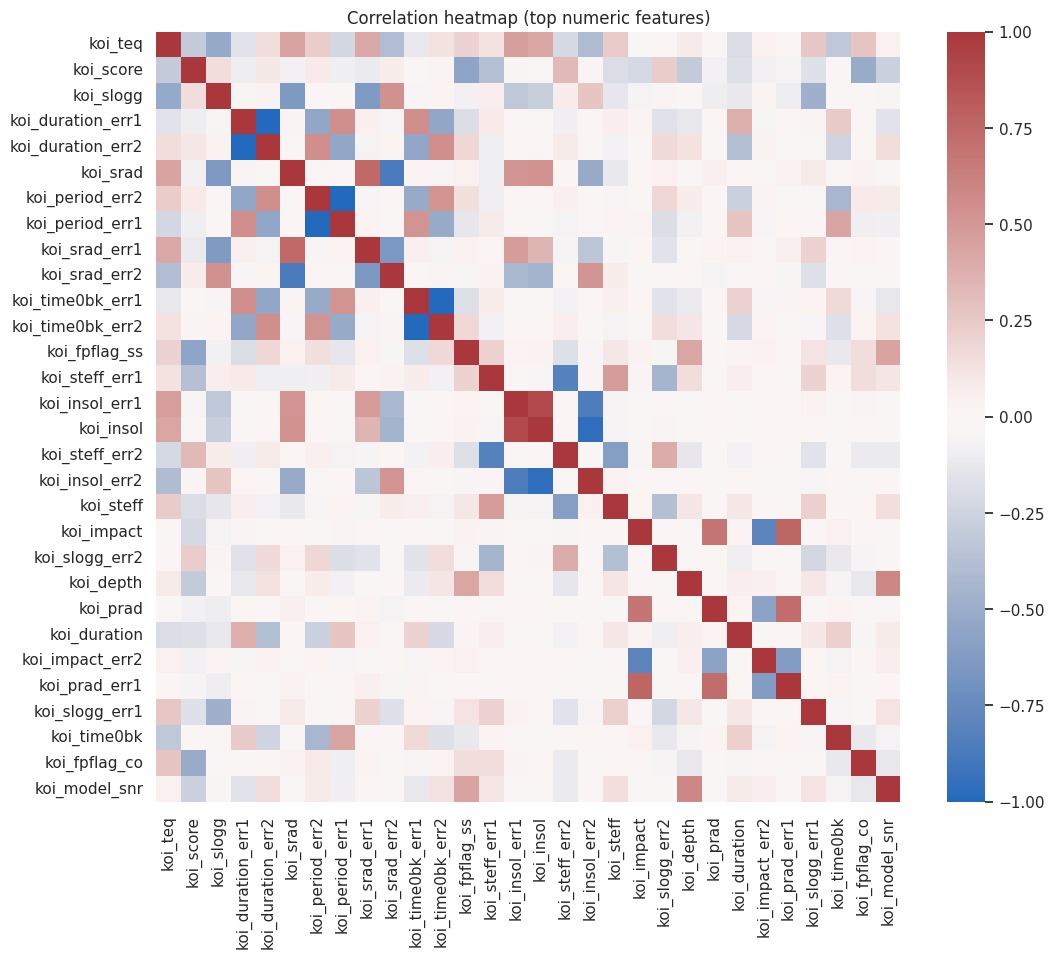 Correlation heatmap (top numeric features)
koi_teq
koi_score
koi_slogg
koi_duration_err1
koi_duration_err2
koi_srad
koi_period_err2
koi_period_err1
koi_srad_err1
koi_srad_err2
koi_time0bk_err1
koi_time0bk_err2
koi_fpflag_ss
koi_steff_err1
koi_insol_err1
koi_insol
koi_steff_err2
koi_insol_err2
koi_steff
koi_impact
koi_slogg_err2
koi_depth
koi_prad
koi_duration
koi_impact_err2
koi_prad_err1
koi_slogg_err1
koi_time0bk
koi_fpflag_co
koi_model_snr
koi_teq
koi_score
koi_slogg
koi_duration_err1
koi_duration_err2
koi_srad
koi_period_err2
koi_period_err1
koi_srad_err1
koi_srad_err2
koi_time0bk_err1
koi_time0bk_err2
koi_fpflag_ss
koi_steff_err1
koi_insol_err1
koi_insol
koi_steff_err2
koi_insol_err2
koi_steff
koi_impact
koi_slogg_err2
koi_depth
koi_prad
koi_duration
koi_impact_err2
koi_prad_err1
koi_slogg_err1
koi_time0bk
koi_fpflag_co
koi_model_snr
1.00
0.75
0.50
0.25
0.00
−0.25
−0.50
−0.75
−1.00